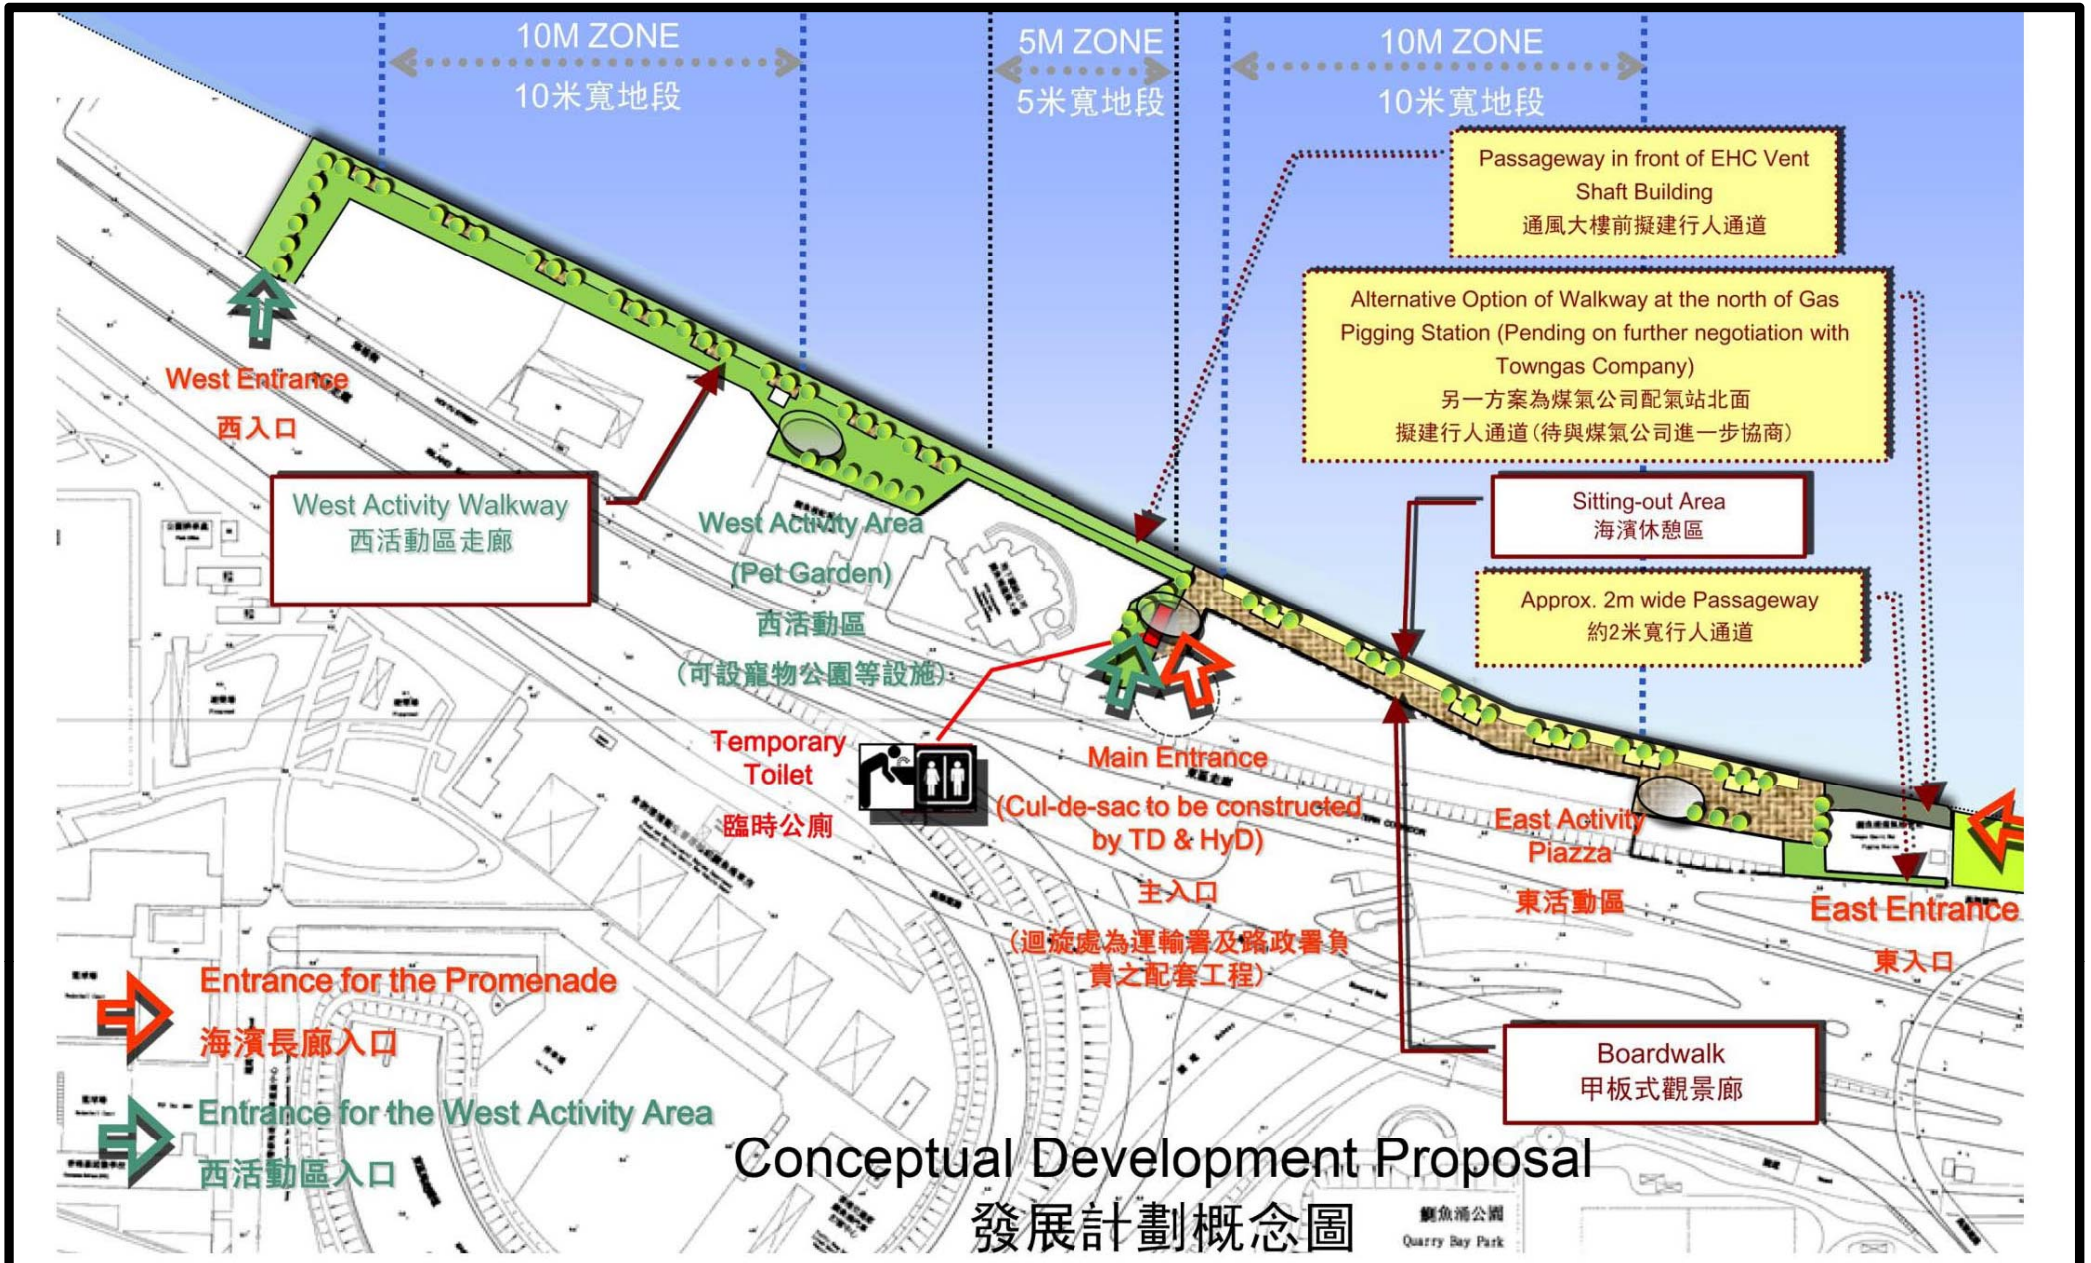 10M ZONE
10米寬地段
5M ZONE
5米寬地段
10M ZONE
10米寬地段
Passageway in front of EHC Vent
Shaft Building
通風大樓前擬建行人通道
Alternative Option of Walkway at the north of Gas
Pigging Station (Pending on further negotiation with
Towngas Company)
另一方案為煤氣公司配氣站北面
擬建行人通道(待與煤氣公司進一步協商)
West Entrance
西入口
West Activity Walkway
西活動區走廊
West Activity Area
(Pet Garden)
西活動區
(可設寵物公園等設施)
Sitting-out Area
海濱休憩區
Approx. 2m wide Passageway
約2米寬行人通道
Temporary
Toilet
臨時公廁
Main Entrance
(Cul-de-sac to be constructed
by TD & HyD)
主入口
(迴旋處為運輸署及路政署負
責之配套工程)
East Activity
Piazza
東活動區
East Entrance
東入口
Entrance for the Promenade
海濱長廊入口
Entrance for the West Activity Area
西活動區入口
Boardwalk
甲板式觀景廊
Conceptual Development Proposal
發展計劃概念圖
鰂魚涌公園
Quarry Bay Park